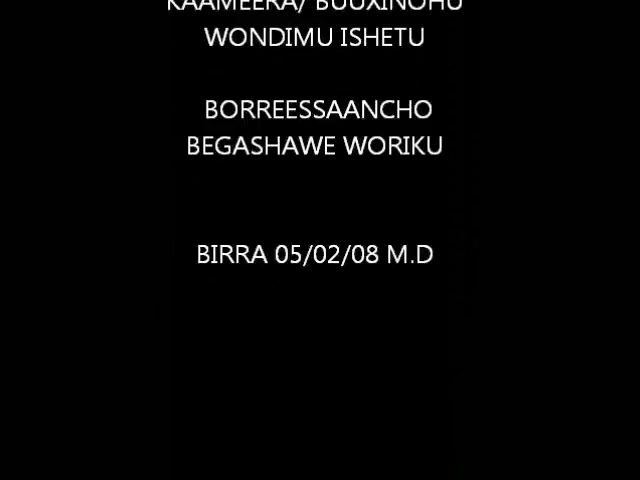 KAAMEERA/ BUUXINOHU
WONDIMU ISHETU
BORREESSAANCHO
BEGASHAWE WORIKU
BIRRA 05/02/08 M.D